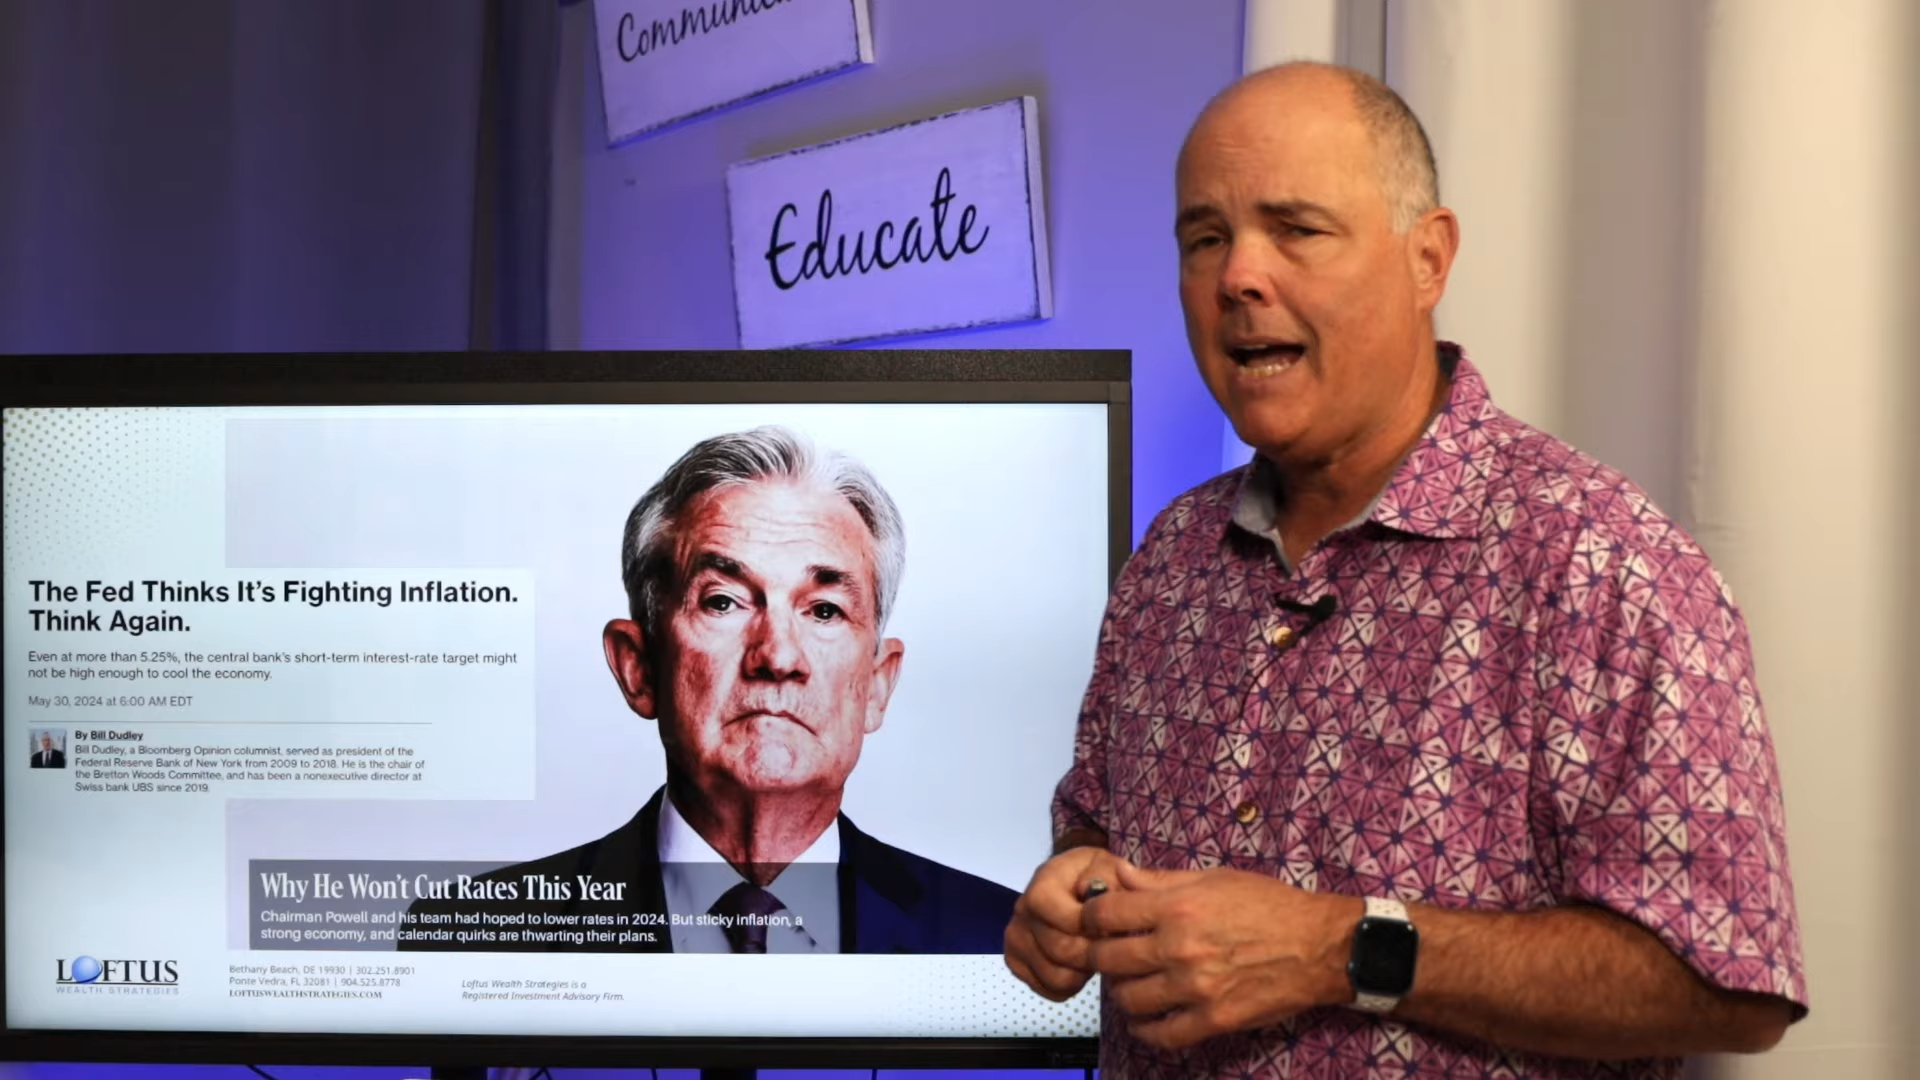 Educate
The Fed Thinks It's Fighting Inflation.
Think Again.
Even at more than 5.25%, the central bank's short-term interest-rate target might
not be high enough to cool the economy.
May 30, 2024 at 6:00 AM EDT
By Bill Dudley
Bill Dudley, a Bloomberg Opinion columnist, served as president of the
Federal Reserve Bank of New York from 2009 to 2018. He is the chair of
the Bretton Woods Committee, and has been a nonexecutive director at
Swiss bank UBS since 2019.
Why He Won't Cut Rates This Year
Chairman Powell and his team had hoped to lower rates in 2024. But sticky inflation, a
strong economy, and calendar quirks are thwarting their plans.
LOFTUS
WEALTH STRATEGIES
Bethany Beach, DE 19930 | 302.251.8901
Ponte Vedra, FL 32081 | 904.525.8778
LOFTUSWEALTHSTRATEGIES.COM
Loftus Wealth Strategies is a
Registered Investment Advisory Firm.